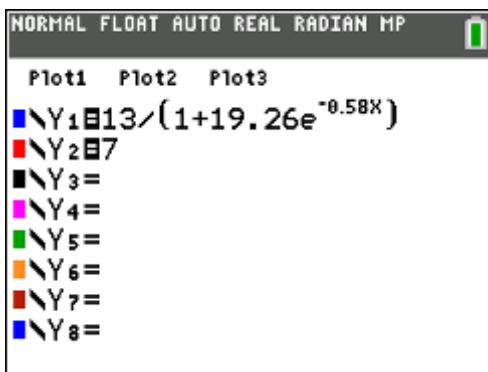 NORMAL FLOAT AUTO REAL RADIAN MP
Plot1 Plot2 Plot3
\Y₁=13/(1+19.26e^-0.58X)
\Y₂=7
\Y₃=
\Y₄=
\Y₅=
\Y₆=
\Y₇=
\Y₈=